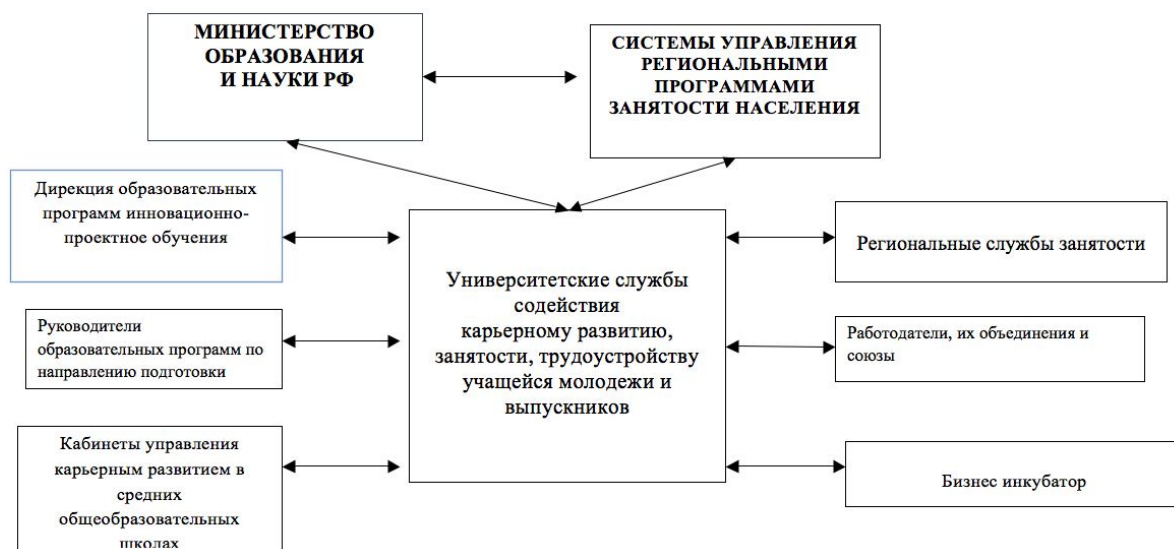 МИНИСТЕРСТВО
ОБРАЗОВАНИЯ
И НАУКИ РФ
СИСТЕМЫ УПРАВЛЕНИЯ
РЕГИОНАЛЬНЫМИ
ПРОГРАММАМИ
ЗАНЯТОСТИ НАСЕЛЕНИЯ
Дирекция образовательных
программ инновационно-
проектное обучения
Руководители
образовательных программ по
направлению подготовки
Кабинеты управления
карьерным развитием в
средних
общеобразовательных
школах
Университетские службы
содействия
карьерному развитию,
занятости, трудоустройству
учащейся молодежи и
выпускников
Региональные службы занятости
Работодатели, их объединения и
союзы
Бизнес инкубатор